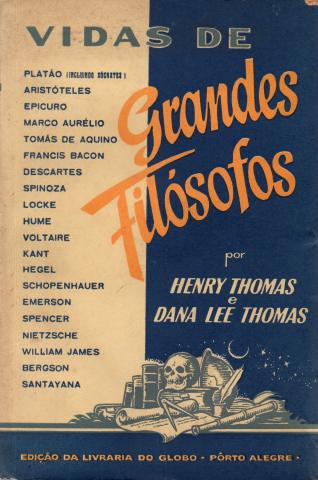 VIDAS DE
Grandes
Filósofos
PLATÃO (INCLUINDO SÓCRATES)
ARISTÓTELES
EPICURO
MARCO AURÉLIO
TOMÁS DE AQUINO
FRANCIS BACON
DESCARTES
SPINOZA
LOCKE
HUME
VOLTAIRE
KANT
HEGEL
SCHOPENHAUER
EMERSON
SPENCER
NIETZSCHE
WILLIAM JAMES
BERGSON
SANTAYANA
por
HENRY THOMAS
e
DANA LEE THOMAS
EDIÇÃO DA LIVRARIA DO GLOBO - PÔRTO ALEGRE -